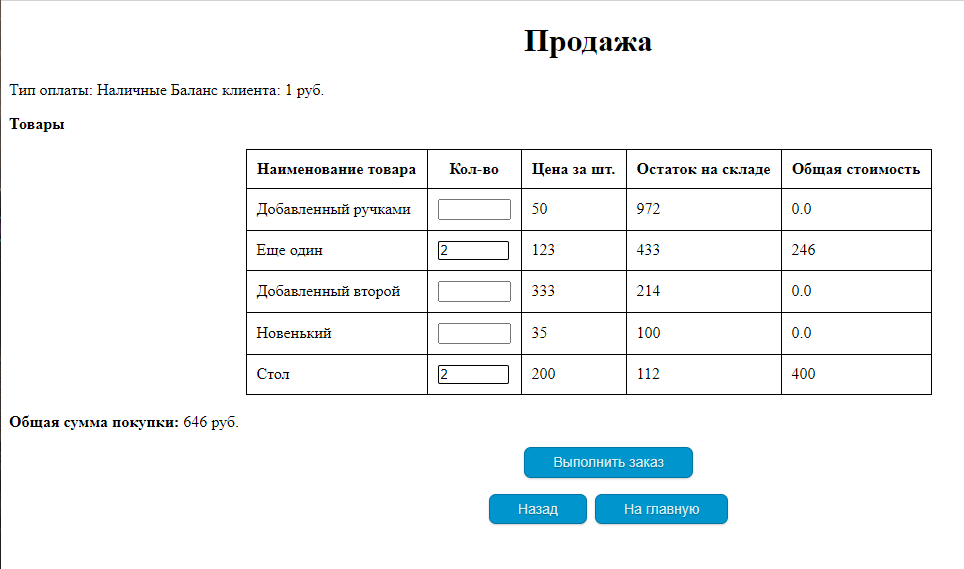 Продажа
Тип оплаты: Наличные Баланс клиента: 1 руб.
Товары
Наименование товара Кол-во Цена за шт. Остаток на складе Общая стоимость
Добавленный ручками 50 972 0.0
Еще один 2 123 433 246
Добавленный второй 333 214 0.0
Новенький 35 100 0.0
Стол 2 200 112 400
Общая сумма покупки: 646 руб.
Выполнить заказ
Назад На главную